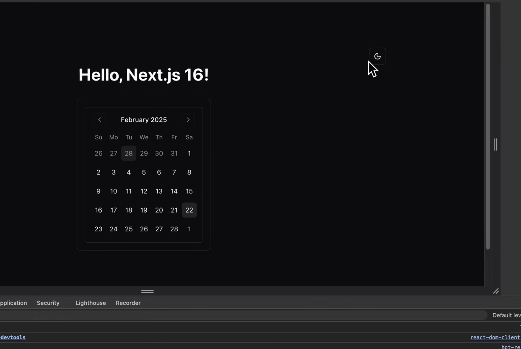 Hello, Next.js 16!
February 2025
Su Mo Tu We Th Fr Sa
26 27 28 29 30 31 1
2 3 4 5 6 7 8
9 10 11 12 13 14 15
16 17 18 19 20 21 22
23 24 25 26 27 28 1
pplication Security Lighthouse Recorder
Default lev
devtools react-dom-client